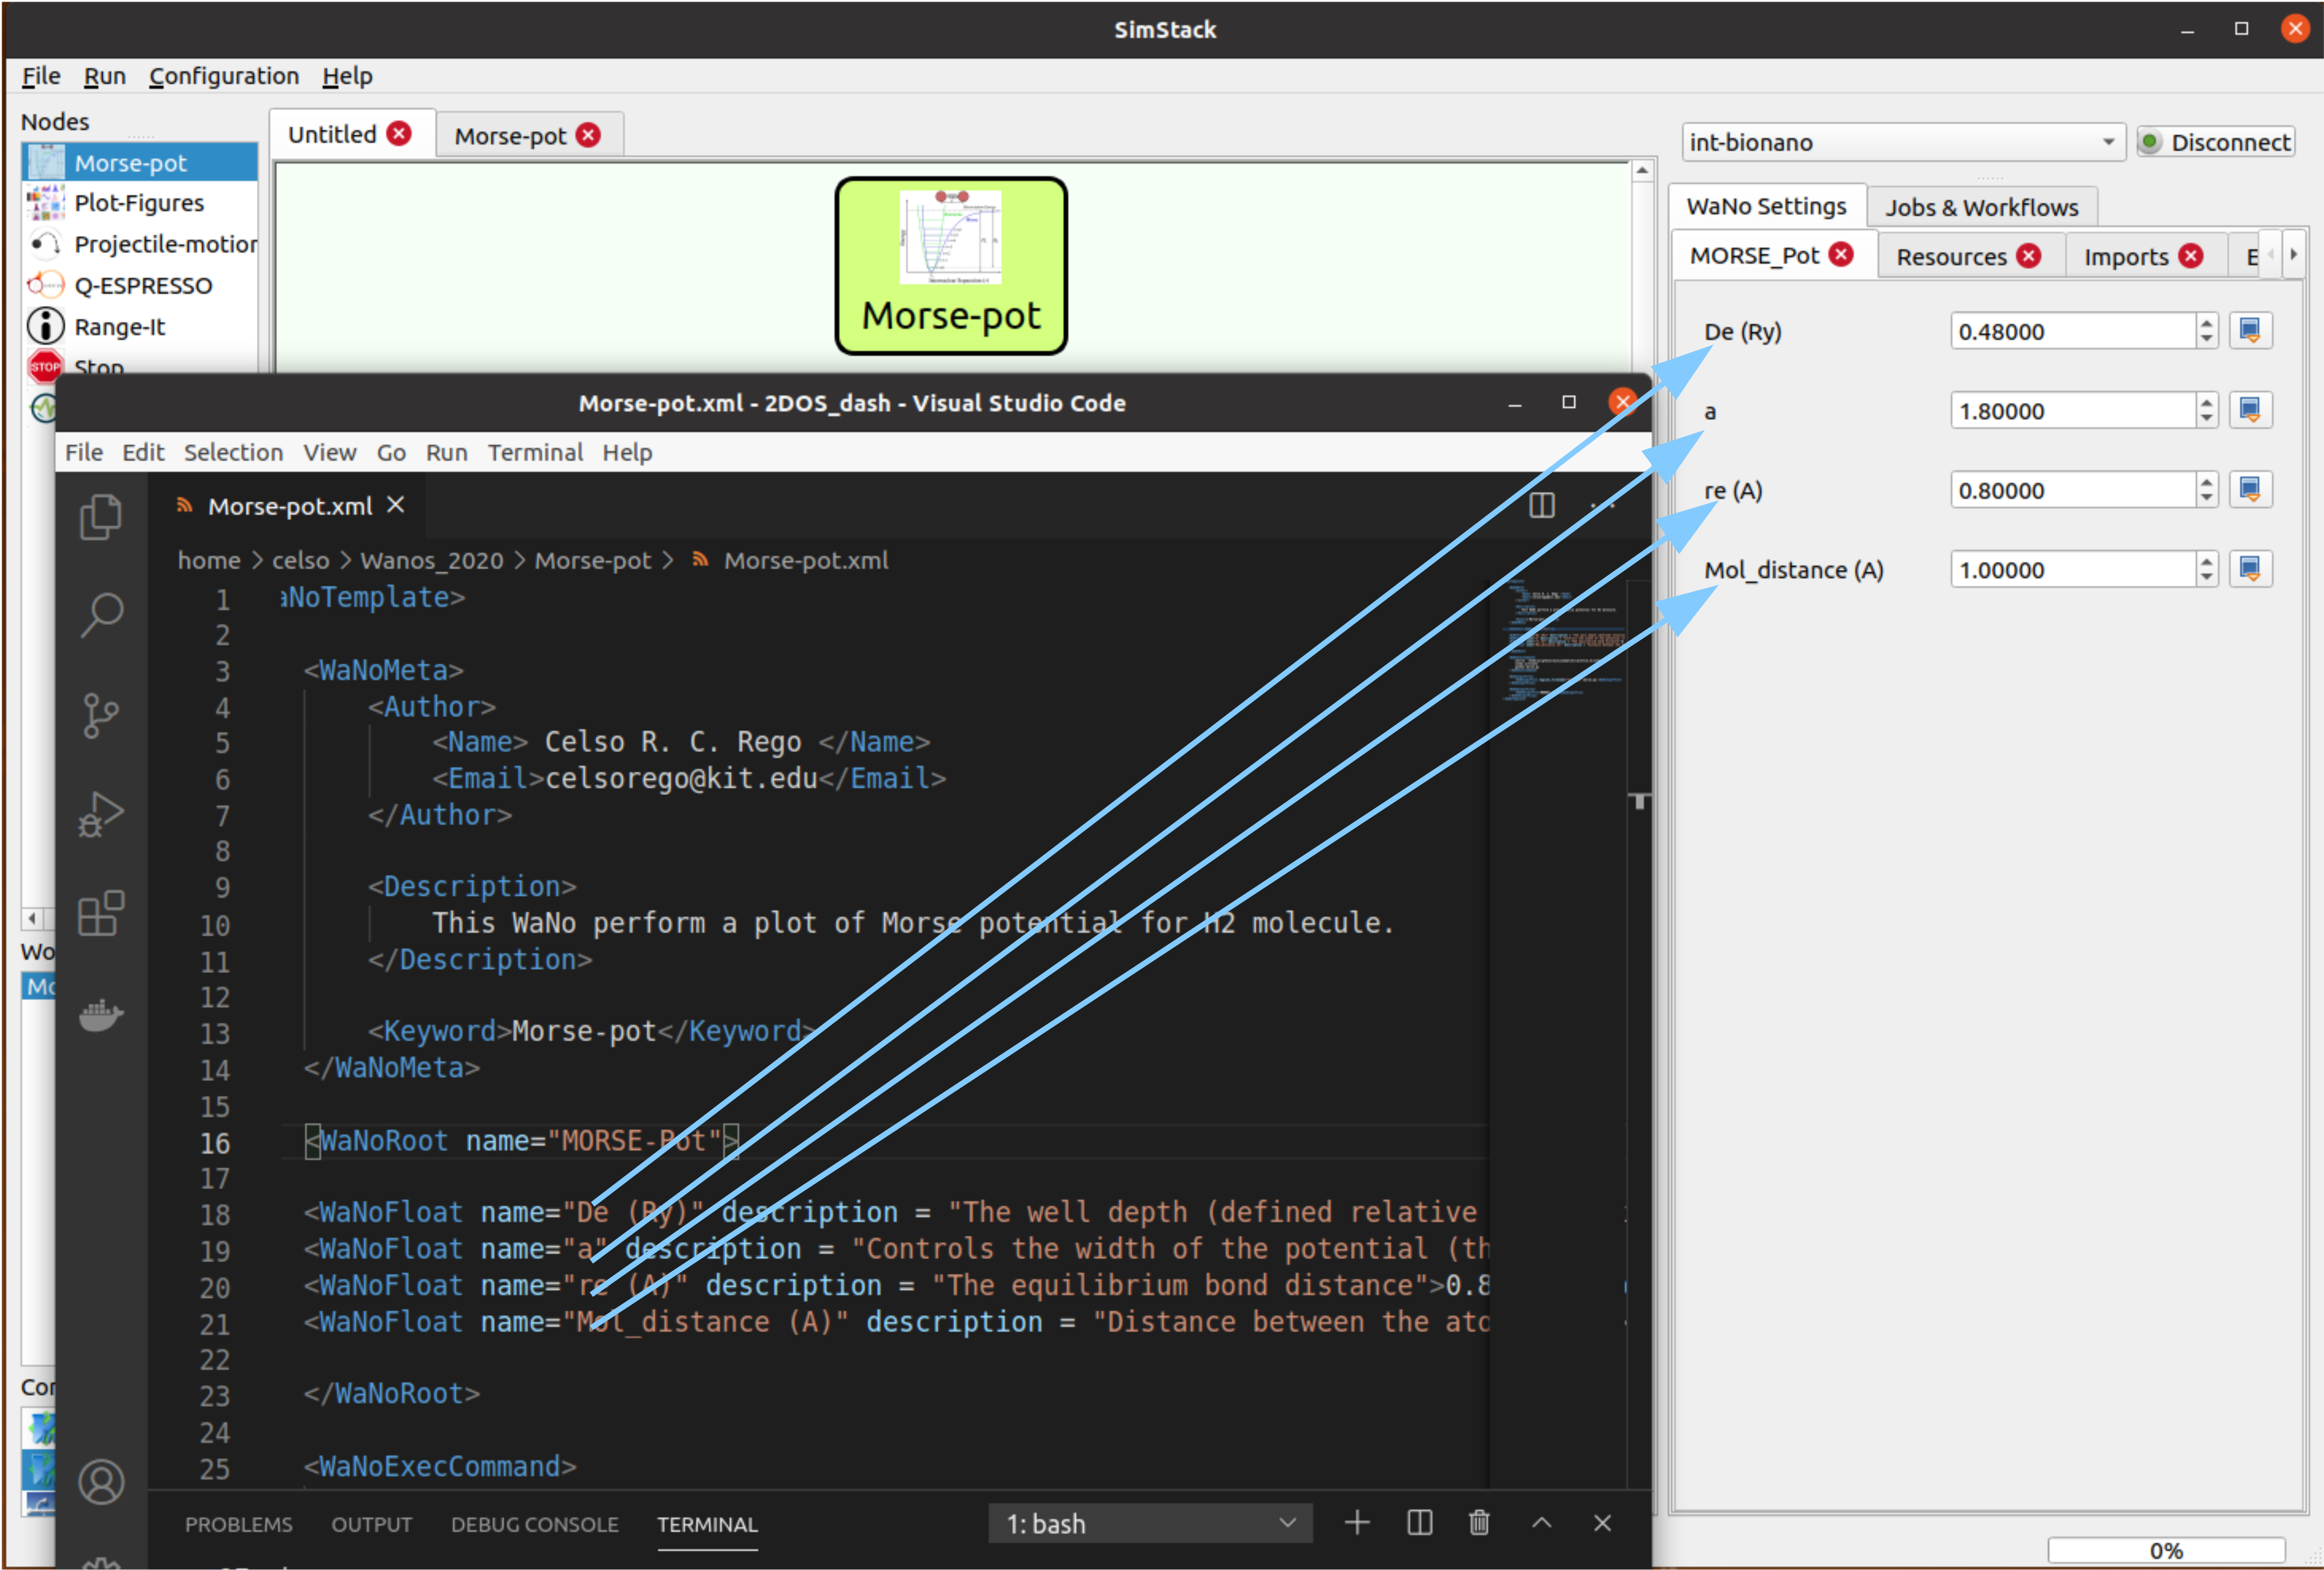 SimStack
File Run Configuration Help
Nodes
Morse-pot
Plot-Figures
Projectile-motion
Q-ESPRESSO
Range-It
Stop
Wo
Mo
Cor
Untitled Morse-pot
Morse-pot
int-bionano Disconnect
WaNo Settings Jobs & Workflows
MORSE_Pot Resources Imports E
De (Ry) 0.48000
a 1.80000
re (A) 0.80000
Mol_distance (A) 1.00000
0%
Morse-pot.xml - 2DOS_dash - Visual Studio Code
File Edit Selection View Go Run Terminal Help
Morse-pot.xml
home > celso > Wanos_2020 > Morse-pot > Morse-pot.xml
1 aNoTemplate>
2
3 <WaNoMeta>
4 <Author>
5 <Name> Celso R. C. Rego </Name>
6 <Email>celsorego@kit.edu</Email>
7 </Author>
8
9 <Description>
10 This WaNo perform a plot of Morse potential for H2 molecule.
11 </Description>
12
13 <Keyword>Morse-pot</Keyword>
14 </WaNoMeta>
15
16 <WaNoRoot name="MORSE-Pot">
17
18 <WaNoFloat name="De (Ry)" description = "The well depth (defined relative
19 <WaNoFloat name="a" description = "Controls the width of the potential (th
20 <WaNoFloat name="re (A)" description = "The equilibrium bond distance">0.8
21 <WaNoFloat name="Mol_distance (A)" description = "Distance between the ato
22
23 </WaNoRoot>
24
25 <WaNoExecCommand>
PROBLEMS OUTPUT DEBUG CONSOLE TERMINAL 1: bash